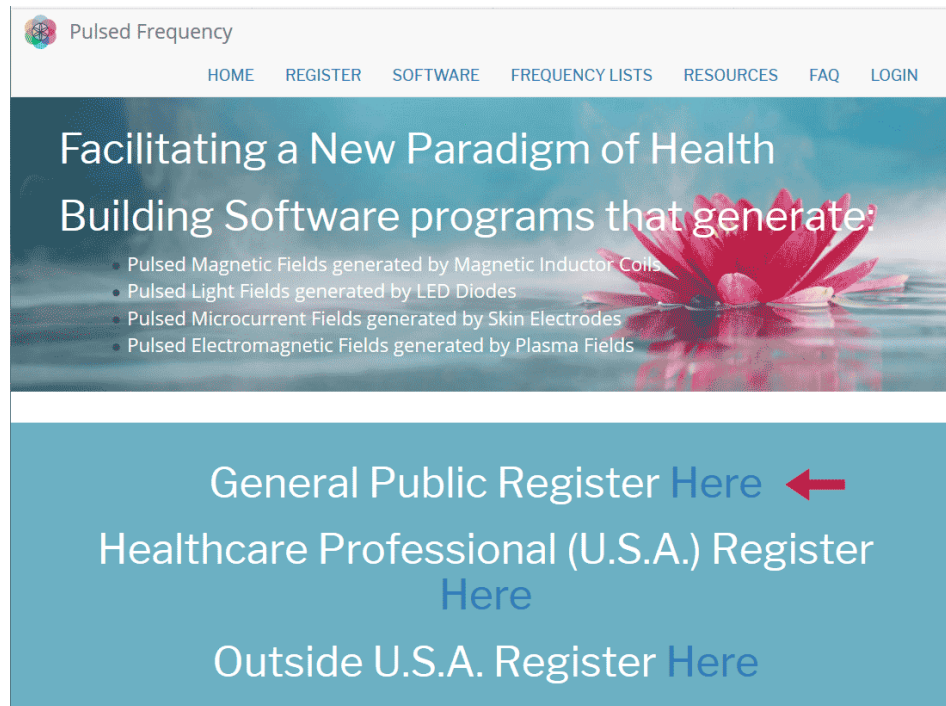 Pulsed Frequency
HOME REGISTER SOFTWARE FREQUENCY LISTS RESOURCES FAQ LOGIN
Facilitating a New Paradigm of Health
Building Software programs that generate:
• Pulsed Magnetic Fields generated by Magnetic Inductor Coils
• Pulsed Light Fields generated by LED Diodes
• Pulsed Microcurrent Fields generated by Skin Electrodes
• Pulsed Electromagnetic Fields generated by Plasma Fields
General Public Register Here
Healthcare Professional (U.S.A.) Register
Here
Outside U.S.A. Register Here